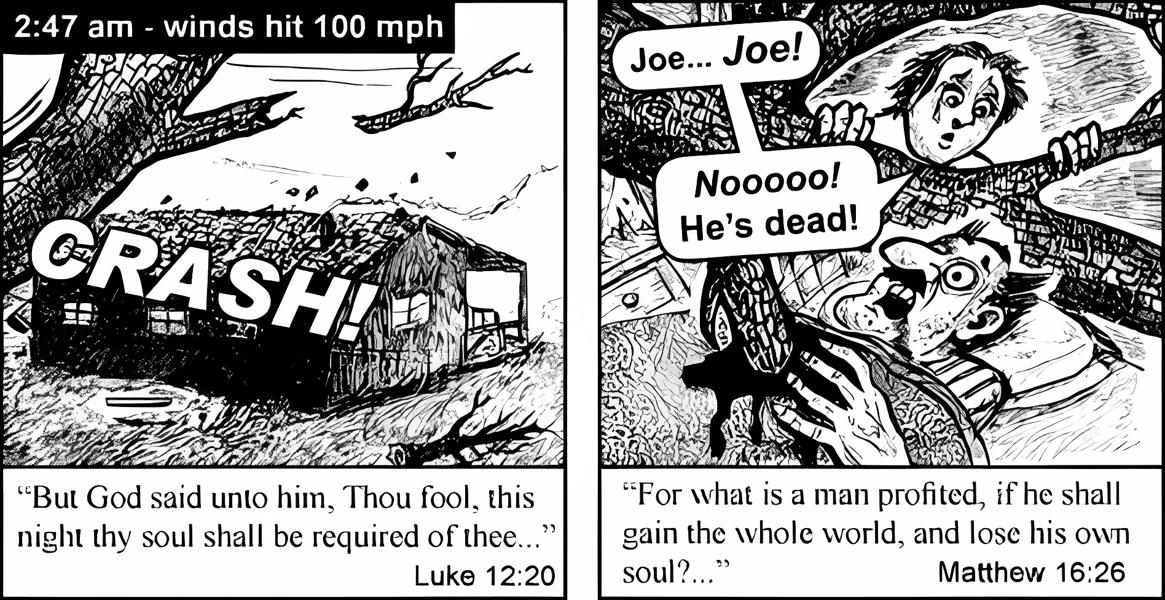 2:47 am - winds hit 100 mph
CRASH!
“But God said unto him, Thou fool, this
night thy soul shall be required of thee...”
Luke 12:20
Joe... Joe!
Nooooo!
He’s dead!
“For what is a man profited, if he shall
gain the whole world, and lose his own
soul?...”
Matthew 16:26